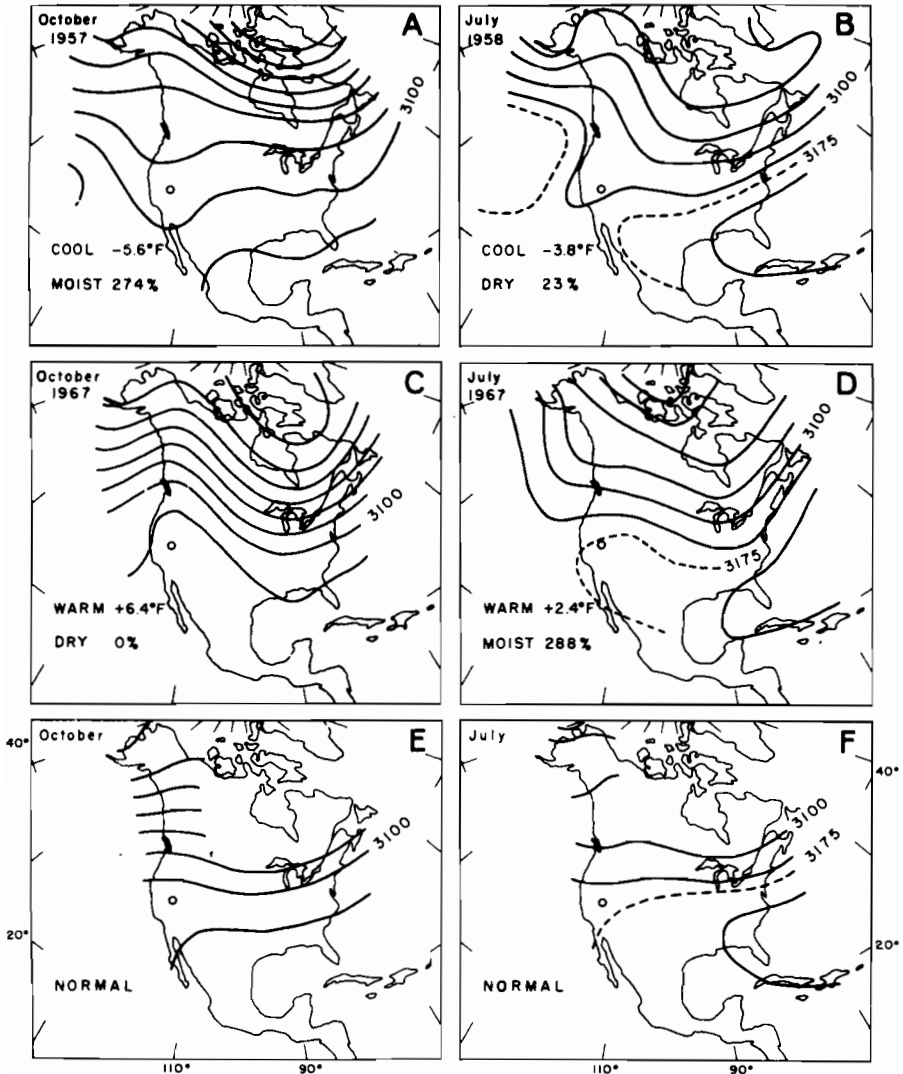 October
1957
A
3100
COOL -5.6°F
MOIST 274%
July
1958
B
3100
3175
COOL -3.8°F
DRY 23%
October
1967
C
3100
WARM +6.4°F
DRY 0%
July
1967
D
3100
3175
WARM +2.4°F
MOIST 288%
October
E
40°
3100
20°
NORMAL
110°
90°
July
F
3100
40°
3175
20°
NORMAL
110°
90°